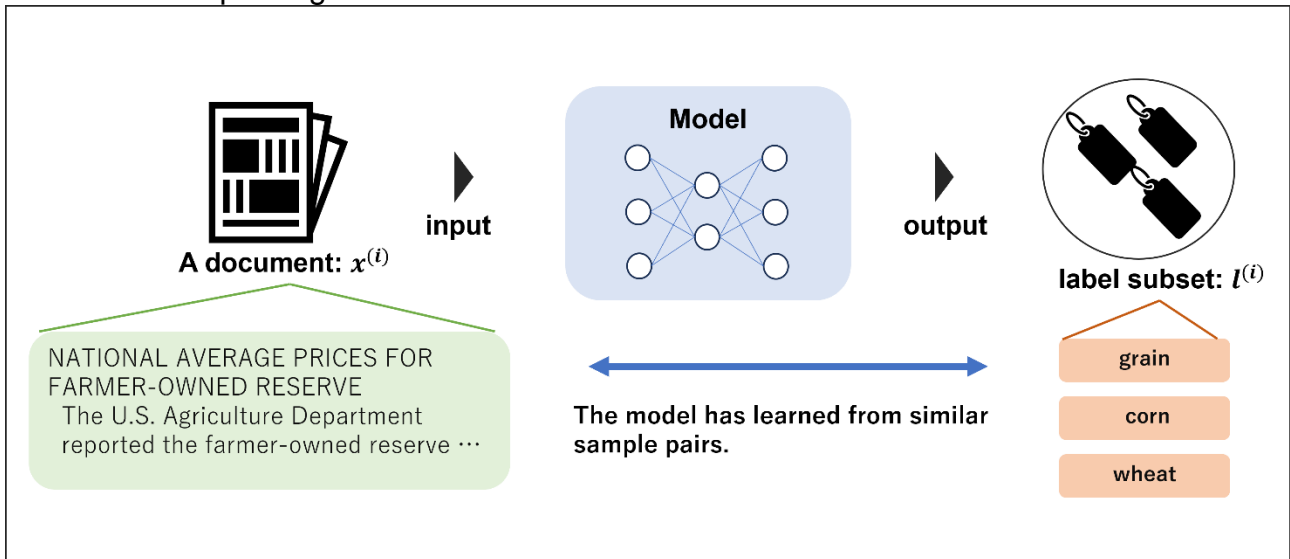 Model
input
output
A document: x^(i)
label subset: l^(i)
NATIONAL AVERAGE PRICES FOR
FARMER-OWNED RESERVE
The U.S. Agriculture Department
reported the farmer-owned reserve …
The model has learned from similar
sample pairs.
grain
corn
wheat